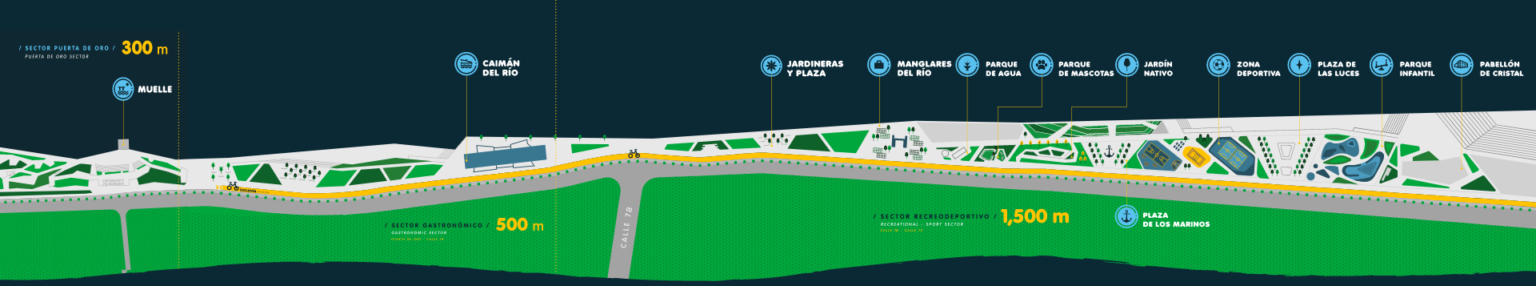 / SECTOR PUERTA DE ORO / 300 m
PUERTA DE ORO SECTOR
MUELLE
CAIMÁN
DEL RÍO
JARDINERAS
Y PLAZA
MANGLARES
DEL RÍO
PARQUE
DE AGUA
PARQUE
DE MASCOTAS
JARDÍN
NATIVO
ZONA
DEPORTIVA
PLAZA DE
LAS LUCES
PARQUE
INFANTIL
PABELLÓN
DE CRISTAL
/ SECTOR GASTRONÓMICO / 500 m
GASTRONOMIC SECTOR
CALLE 78
/ SECTOR RECREODEPORTIVO / 1,500 m
RECREATIONAL - SPORT SECTOR
PLAZA
DE LOS MARINOS